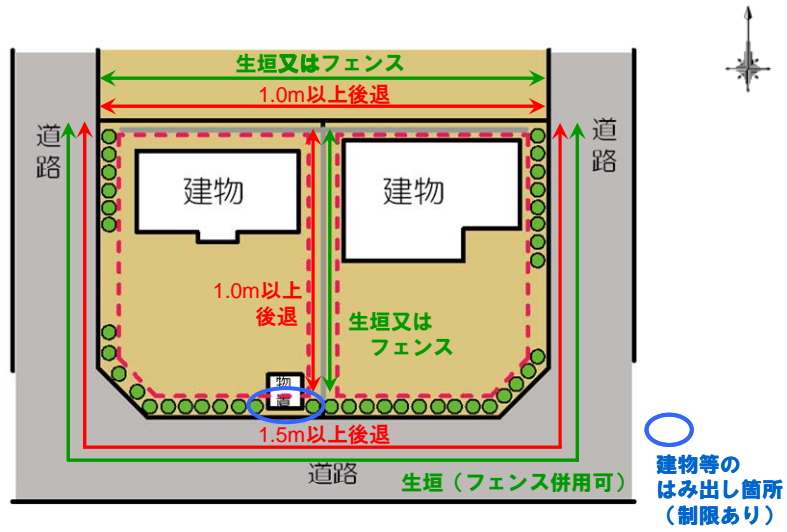 生垣又はフェンス
1.0m以上後退
道
路
道
路
建物
建物
1.0m以上
後退
生垣又は
フェンス
物
置
1.5m以上後退
道路
生垣（フェンス併用可）
建物等の
はみ出し箇所
（制限あり）